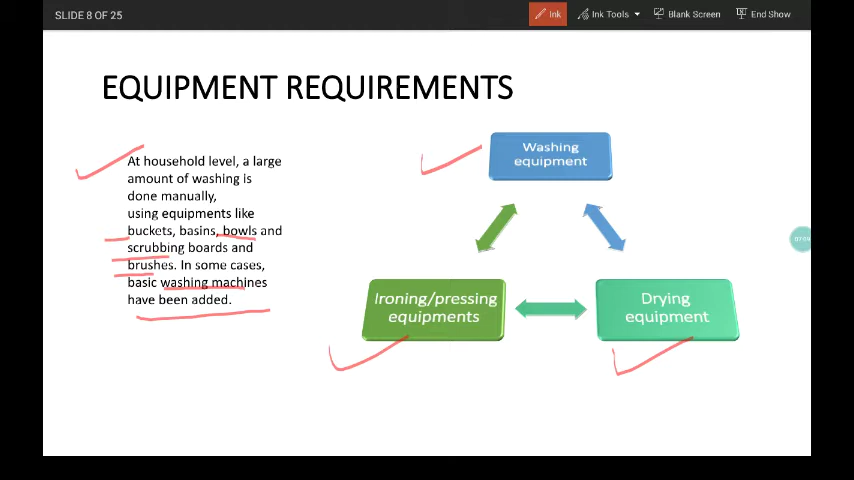 SLIDE 8 OF 25
Ink
Ink Tools
Blank Screen
End Show
EQUIPMENT REQUIREMENTS
At household level, a large
amount of washing is
done manually,
using equipments like
buckets, basins, bowls and
scrubbing boards and
brushes. In some cases,
basic washing machines
have been added.
Washing
equipment
Ironing/pressing
equipments
Drying
equipment